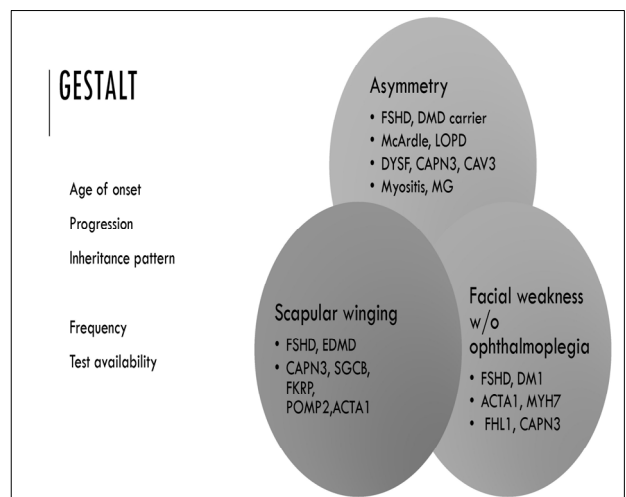 GESTALT
Age of onset
Progression
Inheritance pattern
Frequency
Test availability
Asymmetry
• FSHD, DMD carrier
• McArdle, LOPD
• DYSF, CAPN3, CAV3
• Myositis, MG
Scapular winging
• FSHD, EDMD
• CAPN3, SGCB,
FKRP,
POMP2,ACTA1
Facial weakness
w/o
ophthalmoplegia
• FSHD, DM1
• ACTA1, MYH7
• FHL1, CAPN3